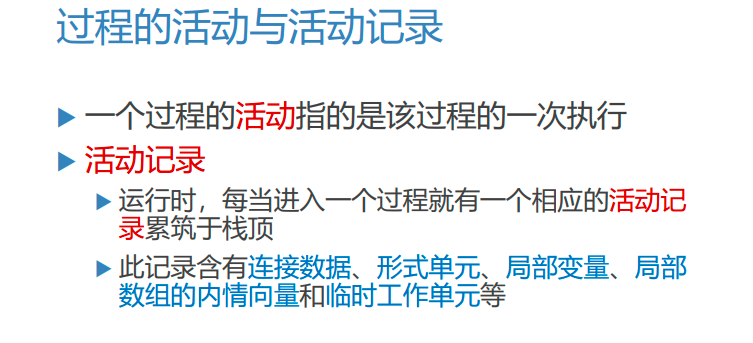 过程的活动与活动记录
一个过程的活动指的是该过程的一次执行
活动记录
运行时，每当进入一个过程就有一个相应的活动记
录累筑于栈顶
此记录含有连接数据、形式单元、局部变量、局部
数组的内情向量和临时工作单元等